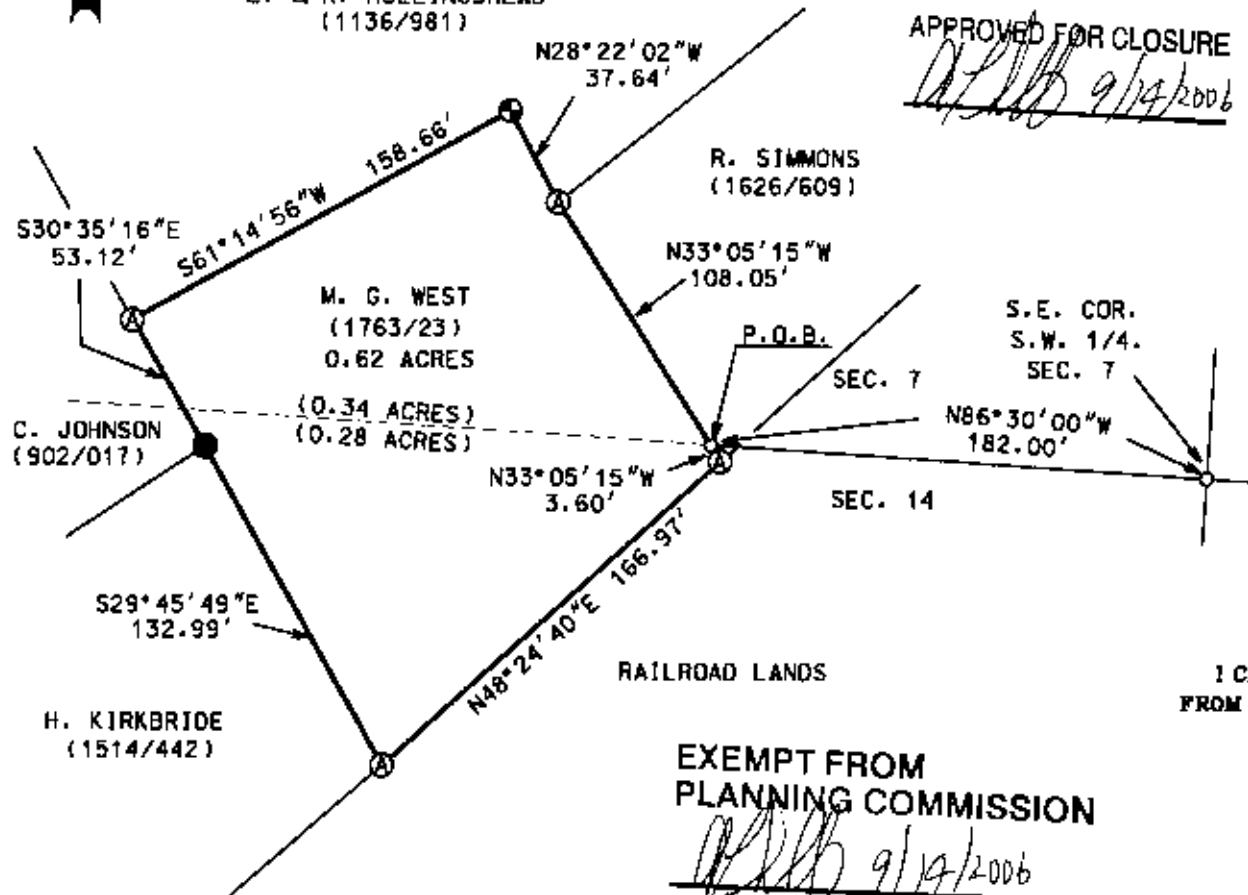 (1136/981)
APPROVED FOR CLOSURE
9/14/2006
N28°22'02"W
37.64'
158.66'
S61°14'56"W
R. SIMMONS
(1626/609)
S30°35'16"E
53.12'
N33°05'15"W
108.05'
M. G. WEST
(1763/23)
0.62 ACRES
P.O.B.
S.E. COR.
S.W. 1/4.
SEC. 7
SEC. 7
(0.34 ACRES)
(0.28 ACRES)
N86°30'00"W
182.00'
C. JOHNSON
(902/017)
N33°05'15"W
3.60'
SEC. 14
S29°45'49"E
132.99'
N48°24'40"E 166.97'
RAILROAD LANDS
FROM
H. KIRKBRIDE
(1514/442)
EXEMPT FROM
PLANNING COMMISSION
9/14/2006
A
A
A
A